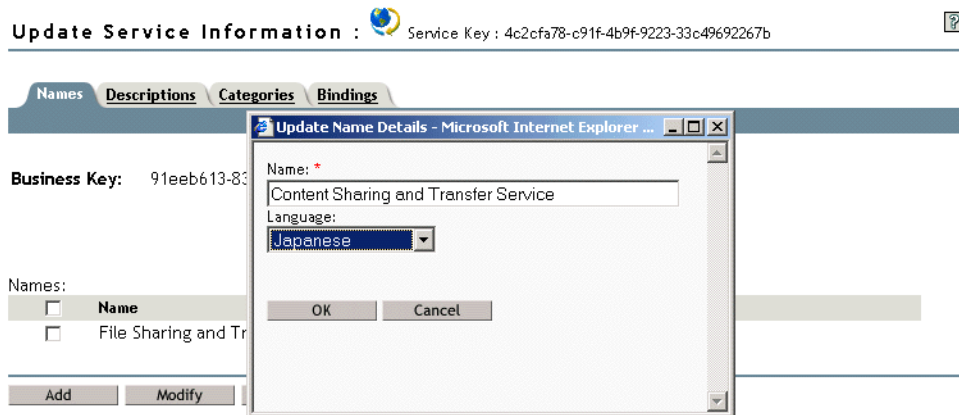 Update Service Information : Service Key : 4c2cfa78-c91f-4b9f-9223-33c49692267b
?
Names Descriptions Categories Bindings
Update Name Details - Microsoft Internet Explorer ...
Name: *
Business Key: 91eeb613-83
Content Sharing and Transfer Service
Language:
Japanese
Names:
Name
OK Cancel
File Sharing and Tr
Add Modify